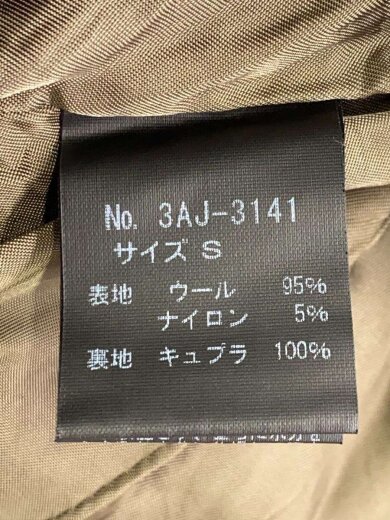 No. 3AJ-3141
サイズ S
表地 ウール 95%
ナイロン 5%
裏地 キュプラ 100%